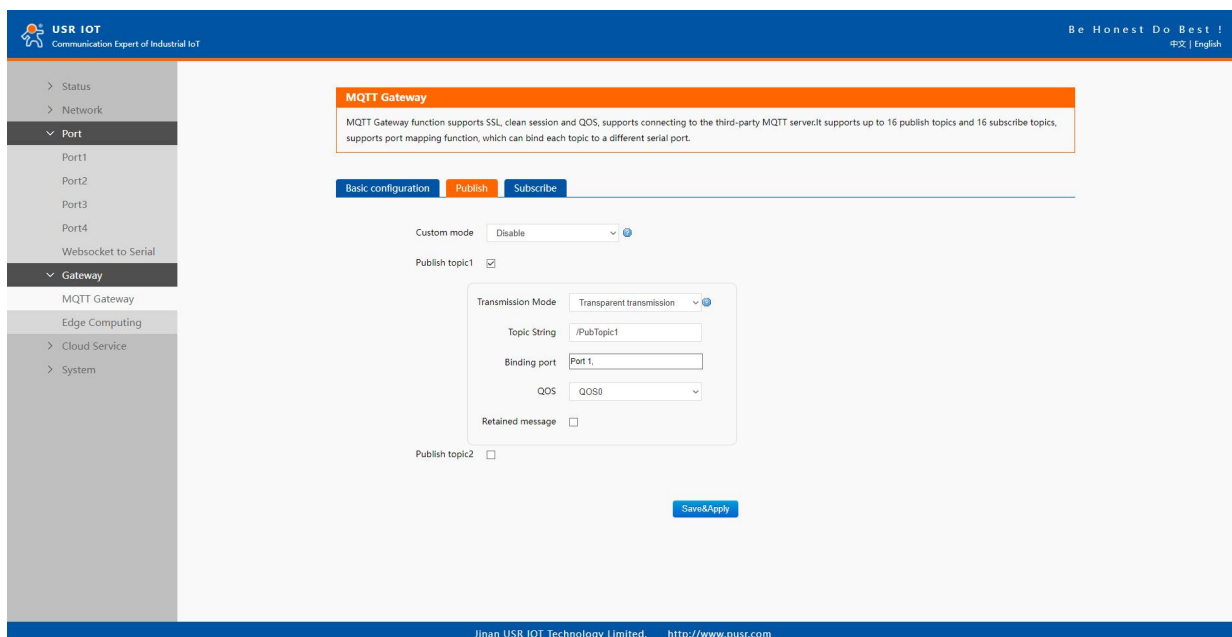 USR IOT
Communication Expert of Industrial IoT
Be Honest Do Best !
中文 | English
Status
Network
Port
Port1
Port2
Port3
Port4
Websocket to Serial
Gateway
MQTT Gateway
Edge Computing
Cloud Service
System
MQTT Gateway
MQTT Gateway function supports SSL, clean session and QOS, supports connecting to the third-party MQTT server.It supports up to 16 publish topics and 16 subscribe topics,
supports port mapping function, which can bind each topic to a different serial port.
Basic configuration Publish Subscribe
Custom mode Disable
Publish topic1
Transmission Mode Transparent transmission
Topic String /PubTopic1
Binding port Port 1,
QOS QOS0
Retained message
Publish topic2
Save&Apply
Jinan USR IOT Technology Limited. http://www.pusr.com